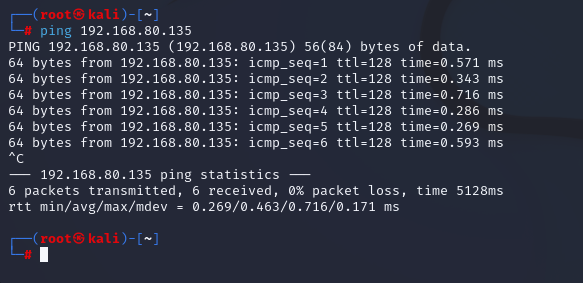 ┌──(root㉿kali)-[~]
└─# ping 192.168.80.135
PING 192.168.80.135 (192.168.80.135) 56(84) bytes of data.
64 bytes from 192.168.80.135: icmp_seq=1 ttl=128 time=0.571 ms
64 bytes from 192.168.80.135: icmp_seq=2 ttl=128 time=0.343 ms
64 bytes from 192.168.80.135: icmp_seq=3 ttl=128 time=0.716 ms
64 bytes from 192.168.80.135: icmp_seq=4 ttl=128 time=0.286 ms
64 bytes from 192.168.80.135: icmp_seq=5 ttl=128 time=0.269 ms
64 bytes from 192.168.80.135: icmp_seq=6 ttl=128 time=0.593 ms
^C
--- 192.168.80.135 ping statistics ---
6 packets transmitted, 6 received, 0% packet loss, time 5128ms
rtt min/avg/max/mdev = 0.269/0.463/0.716/0.171 ms
┌──(root㉿kali)-[~]
└─#